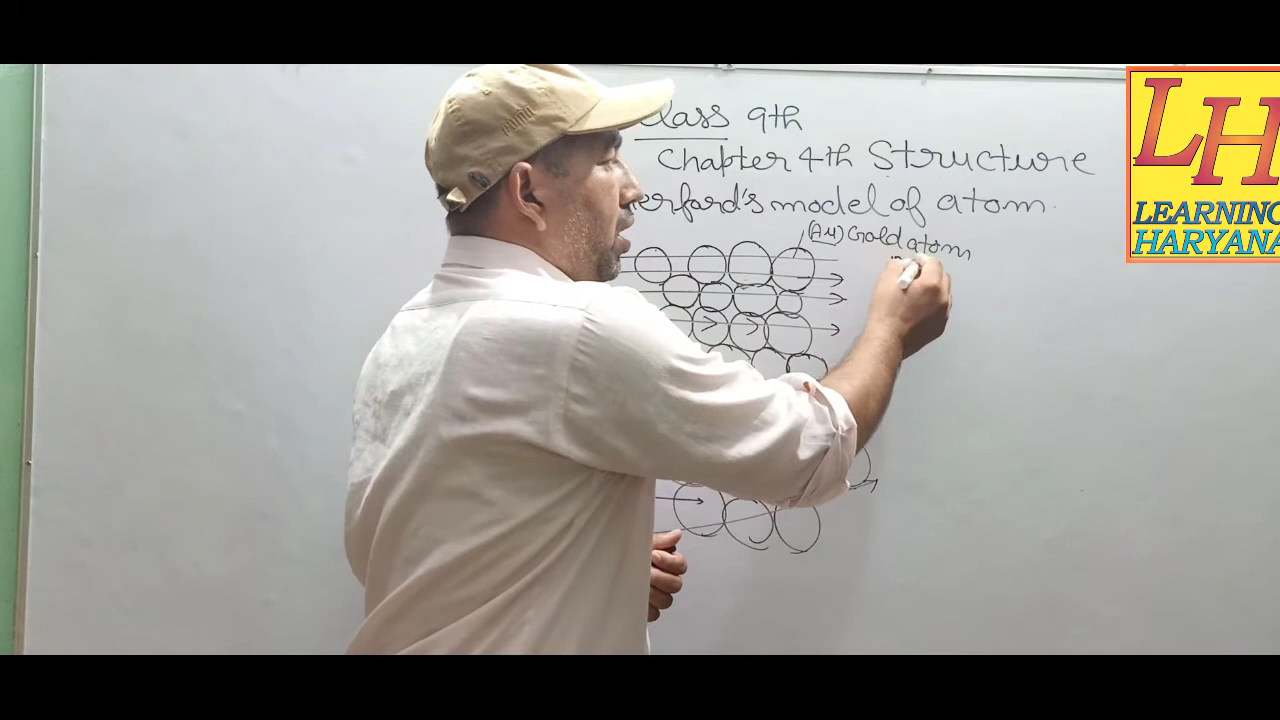 Class 9th
Chapter 4th Structure
erford's model of atom.
(Au) Gold atom
LH
LEARNING
HARYANA